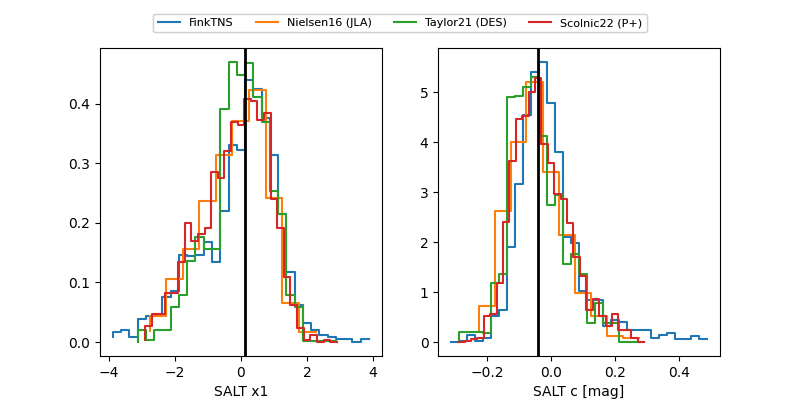 FinkTNS Nielsen16 (JLA) Taylor21 (DES) Scolnic22 (P+)
0.4
0.3
0.2
0.1
0.0
−4 −2 0 2 4
SALT x1
5
4
3
2
1
0
−0.2 0.0 0.2 0.4
SALT c [mag]